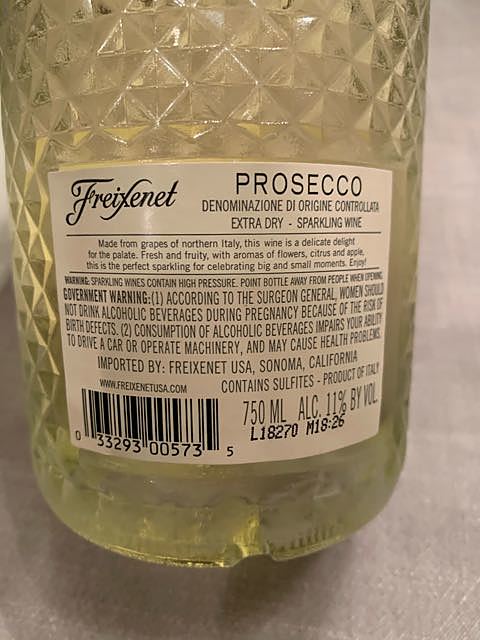 Freixenet
PROSECCO
DENOMINAZIONE DI ORIGINE CONTROLLATA
EXTRA DRY - SPARKLING WINE
Made from grapes of northern Italy, this wine is a delicate delight
for the palate. Fresh and fruity, with aromas of flowers, citrus and apple,
this is the perfect sparkling for celebrating big and small moments. Enjoy!
WARNING: SPARKLING WINES CONTAIN HIGH PRESSURE. POINT BOTTLE AWAY FROM PEOPLE WHEN OPENING.
GOVERNMENT WARNING: (1) ACCORDING TO THE SURGEON GENERAL, WOMEN SHOULD
NOT DRINK ALCOHOLIC BEVERAGES DURING PREGNANCY BECAUSE OF THE RISK OF
BIRTH DEFECTS. (2) CONSUMPTION OF ALCOHOLIC BEVERAGES IMPAIRS YOUR ABILITY
TO DRIVE A CAR OR OPERATE MACHINERY, AND MAY CAUSE HEALTH PROBLEMS.
IMPORTED BY: FREIXENET USA, SONOMA, CALIFORNIA
WWW.FREIXENETUSA.COM CONTAINS SULFITES - PRODUCT OF ITALY
750 ML ALC. 11% BY VOL.
L18270 M18:26
0 33293 00573 5